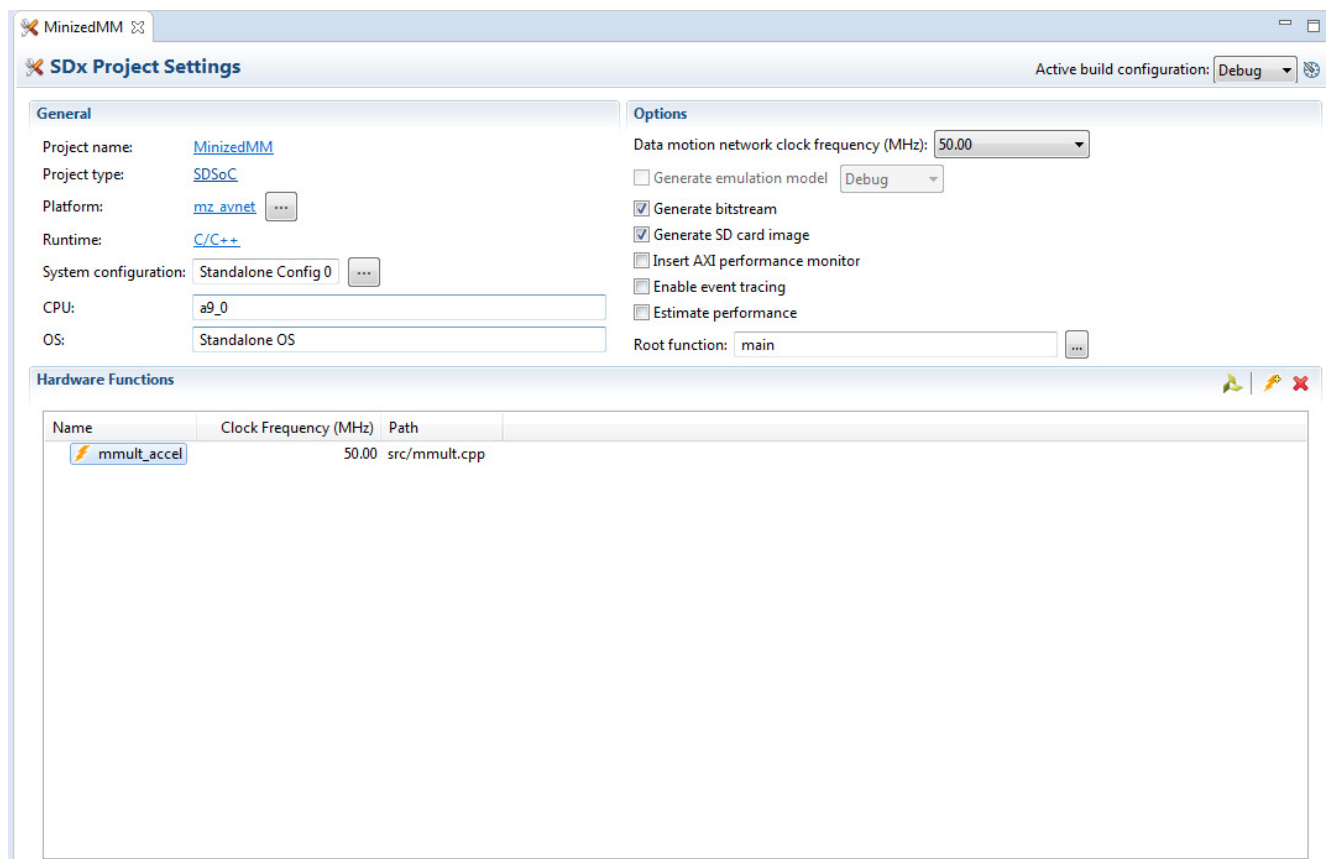 MinizedMM
SDx Project Settings
Active build configuration: Debug
General
Project name: MinizedMM
Project type: SDSoC
Platform: mz_avnet ...
Runtime: C/C++
System configuration: Standalone Config 0 ...
CPU: a9_0
OS: Standalone OS
Options
Data motion network clock frequency (MHz): 50.00
Generate emulation model Debug
Generate bitstream
Generate SD card image
Insert AXI performance monitor
Enable event tracing
Estimate performance
Root function: main ...
Hardware Functions
Name Clock Frequency (MHz) Path
mmult_accel 50.00 src/mmult.cpp